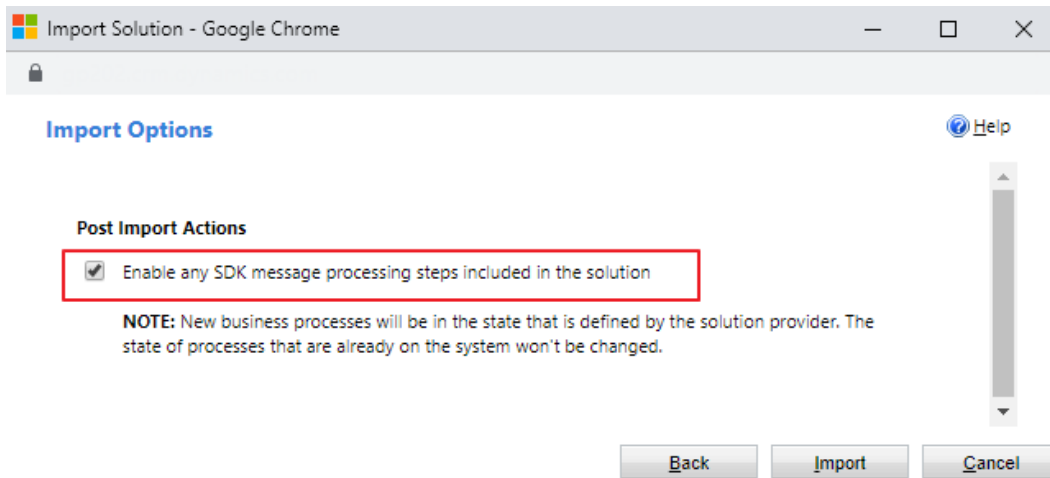 Import Solution - Google Chrome
Import Options
Help
Post Import Actions
Enable any SDK message processing steps included in the solution
NOTE: New business processes will be in the state that is defined by the solution provider. The
state of processes that are already on the system won't be changed.
Back
Import
Cancel